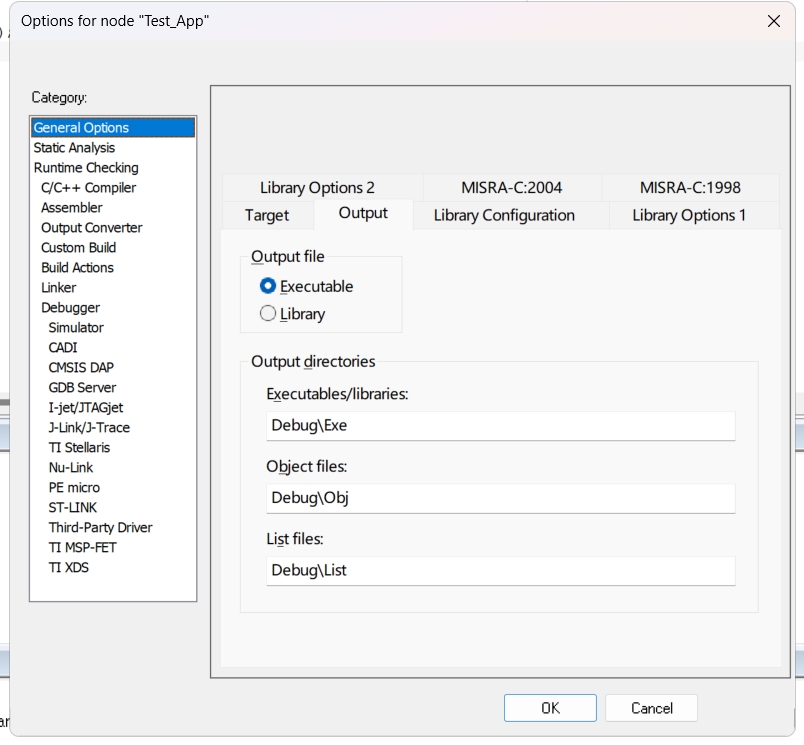 Options for node "Test_App"
Category:
General Options
Static Analysis
Runtime Checking
C/C++ Compiler
Assembler
Output Converter
Custom Build
Build Actions
Linker
Debugger
Simulator
CADI
CMSIS DAP
GDB Server
I-jet/JTAGjet
J-Link/J-Trace
TI Stellaris
Nu-Link
PE micro
ST-LINK
Third-Party Driver
TI MSP-FET
TI XDS
Library Options 2 MISRA-C:2004 MISRA-C:1998
Target Output Library Configuration Library Options 1
Output file
Executable
Library
Output directories
Executables/libraries:
Debug\Exe
Object files:
Debug\Obj
List files:
Debug\List
OK Cancel